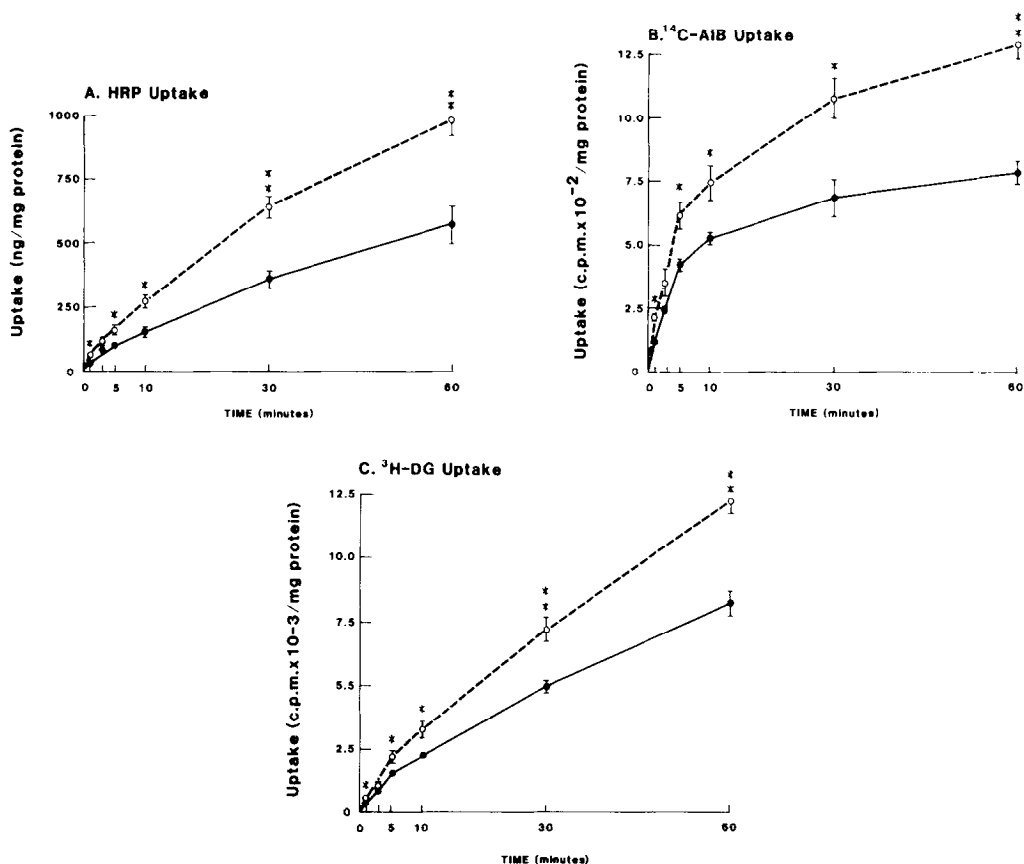 A. HRP Uptake
Uptake (ng/mg protein)
1000
750
500
250
0
0 5 10 30 60
TIME (minutes)
* * * * * * *
B. ¹⁴C-AIB Uptake
Uptake (c.p.m.x10⁻²/mg protein)
12.5
10.0
7.5
5.0
2.5
0
0 5 10 30 60
TIME (minutes)
* * * * * *
C. ³H-DG Uptake
Uptake (c.p.m.x10-3/mg protein)
12.5
10.0
7.5
5.5
2.5
0
0 5 10 30 60
TIME (minutes)
* * * * * * *